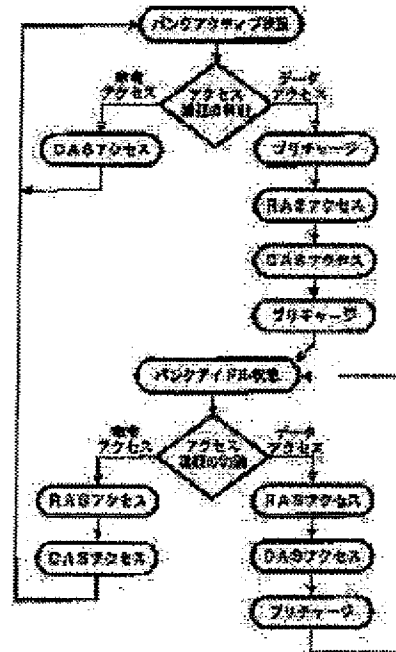 バンクアクティブ状態
命令
アクセス
データ
アクセス
アクセス
種類の判別
CASアクセス
プリチャージ
RASアクセス
CASアクセス
プリチャージ
バンクアイドル状態
命令
アクセス
データ
アクセス
アクセス
種類の判別
RASアクセス
RASアクセス
CASアクセス
CASアクセス
プリチャージ